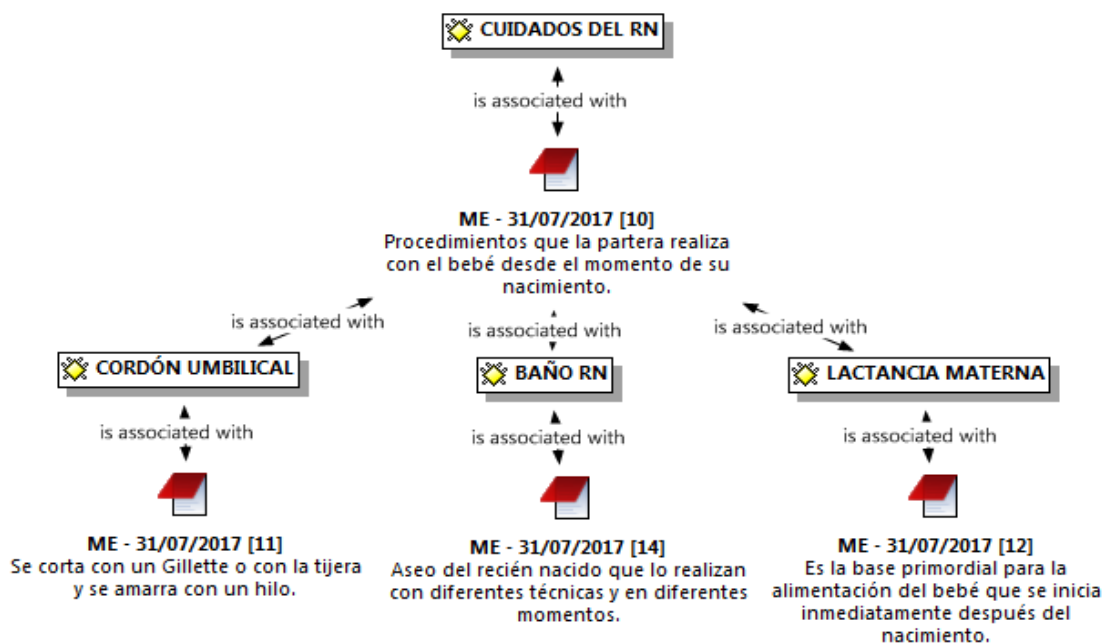 CUIDADOS DEL RN
is associated with
ME - 31/07/2017 [10]
Procedimientos que la partera realiza
con el bebé desde el momento de su
nacimiento.
is associated with
is associated with
is associated with
CORDÓN UMBILICAL
BAÑO RN
LACTANCIA MATERNA
is associated with
is associated with
is associated with
ME - 31/07/2017 [11]
Se corta con un Gillette o con la tijera
y se amarra con un hilo.
ME - 31/07/2017 [14]
Aseo del recién nacido que lo realizan
con diferentes técnicas y en diferentes
momentos.
ME - 31/07/2017 [12]
Es la base primordial para la
alimentación del bebé que se inicia
inmediatamente después del
nacimiento.